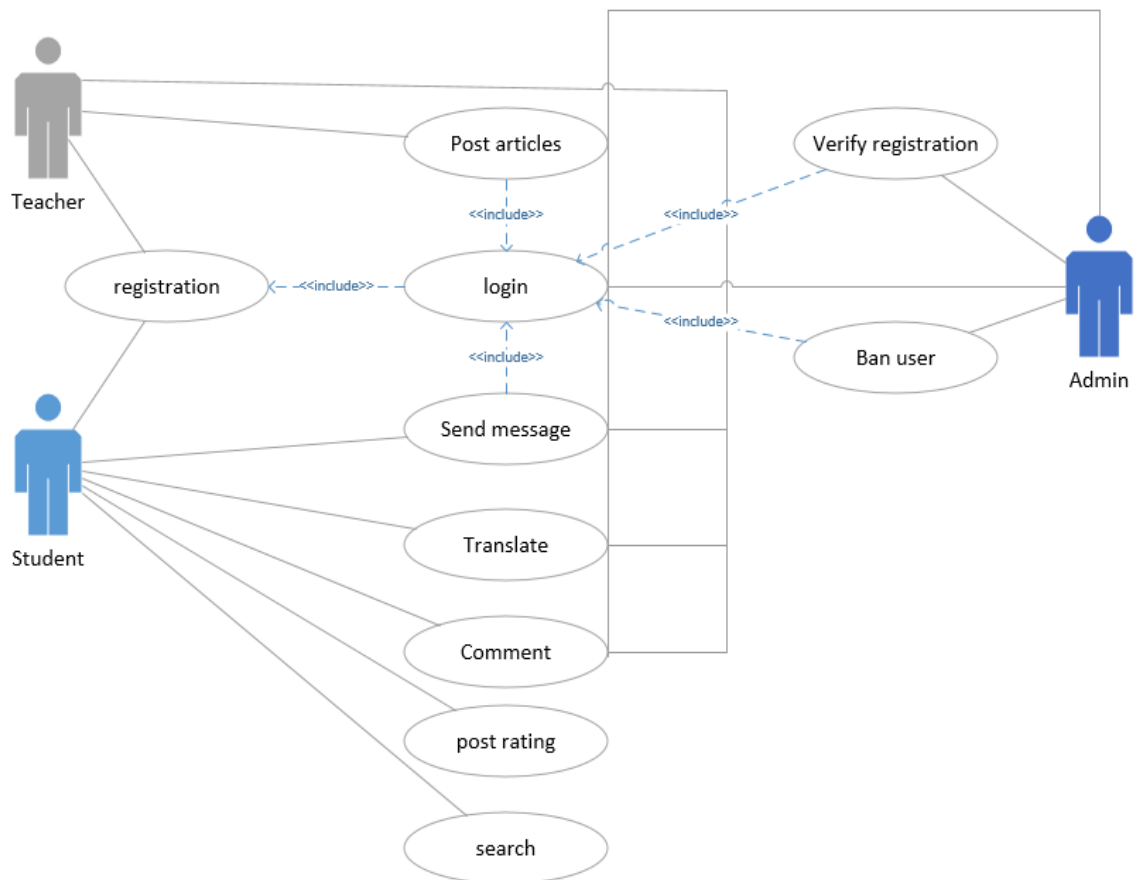 Post articles
Verify registration
Teacher
<<include>>
<<include>>
registration
<<include>>
login
<<include>>
<<include>>
Ban user
Admin
Send message
Student
Translate
Comment
post rating
search